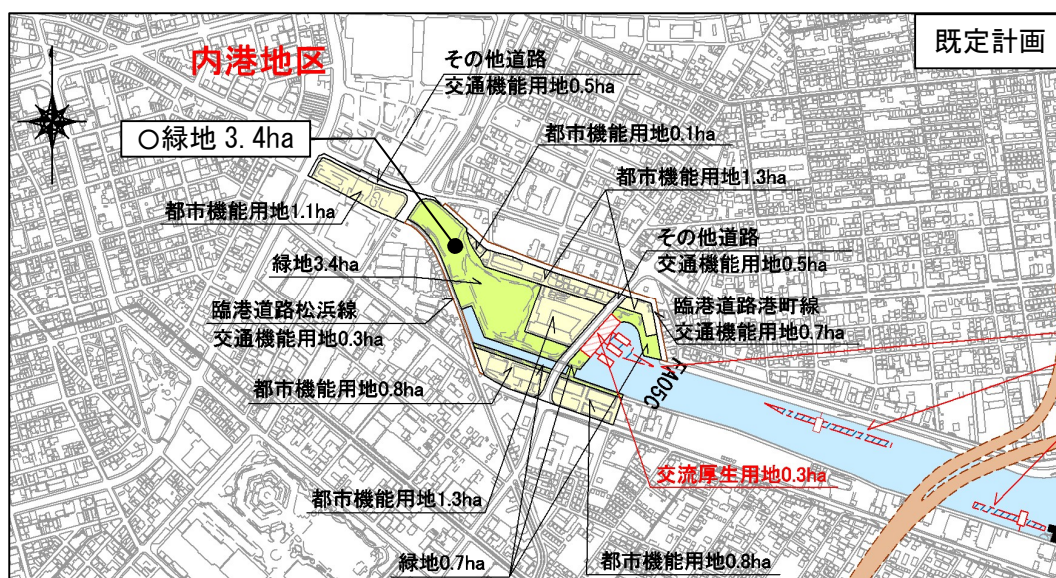 既定計画
内港地区
その他道路
交通機能用地0.5ha
○緑地 3.4ha
都市機能用地0.1ha
都市機能用地1.3ha
都市機能用地1.1ha
その他道路
交通機能用地0.5ha
緑地3.4ha
臨港道路松浜線
交通機能用地0.3ha
臨港道路港町線
交通機能用地0.7ha
都市機能用地0.8ha
交流厚生用地0.3ha
都市機能用地1.3ha
緑地0.7ha
都市機能用地0.8ha